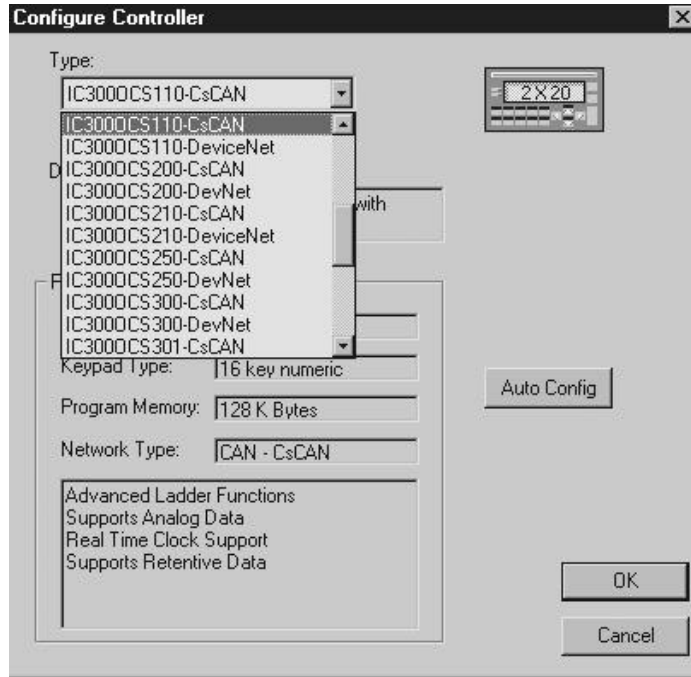 Configure Controller
Type:
IC300OCS110-CsCAN
2X20
IC300OCS110-CsCAN
IC300OCS110-DeviceNet
IC300OCS200-CsCAN
IC300OCS200-DevNet
IC300OCS210-CsCAN
with
IC300OCS210-DeviceNet
IC300OCS250-CsCAN
IC300OCS250-DevNet
IC300OCS300-CsCAN
IC300OCS300-DevNet
IC300OCS301-CsCAN
Keypad Type: 16 key numeric
Auto Config
Program Memory: 128 K Bytes
Network Type: CAN - CsCAN
Advanced Ladder Functions
Supports Analog Data
Real Time Clock Support
Supports Retentive Data
OK
Cancel